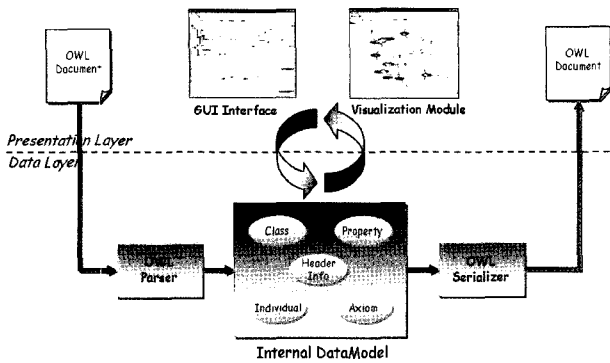 OWL
Document
GUI Interface
Visualization Module
OWL
Document
Presentation Layer
Data Layer
OWL
Parser
Class
Property
Header
Info
Individual
Axiom
OWL
Serializer
Internal DataModel